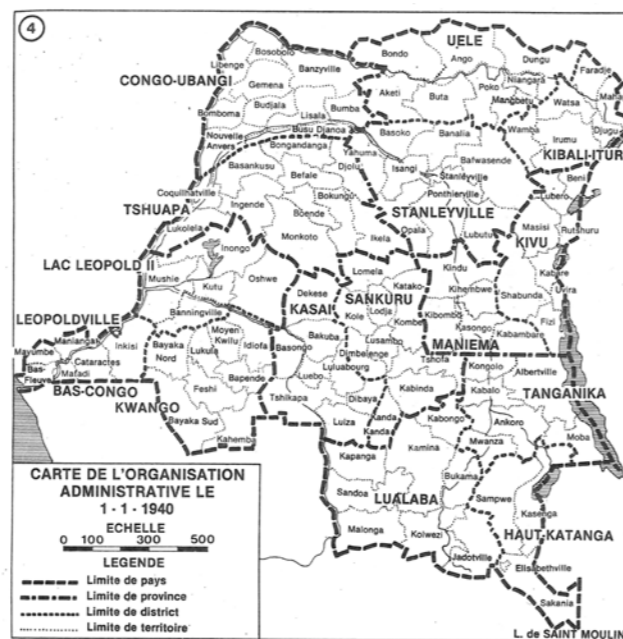 4
UELE
Bondo
Ango
Dungu
Bosobolo
Libenge
Banzyville
Faradje
Niangara
CONGO-UBANGI
Gemena
Aketi
Buta
Poko
Mangbetu
Watsa
Budjala
Bumba
Bomboma
Lisala
Busu Djanoa
Basoko
Banalia
Wamba
Djugu
Irumu
Nouvelle
Anvers
Bongandanga
Yahuma
KIBALI-ITURI
Basankusu
Djolu
Isangi
Bafwasende
Stanleyville
Beni
Befale
Coquilhatville
Bokungu
Ponthierville
Lubero
TSHUAPA
Ingende
Boende
STANLEYVILLE
Masisi
Lukolela
Monkoto
Ikela
Opala
Lubutu
KIVU
Rutshuru
Inongo
LAC LEOPOLD II
Oshwe
Lomela
Kindu
Kabare
Mushie
Kutu
Dekese
SANKURU
Katako-
Shabunda
Uvira
LEOPOLDVILLE
KASAI
Kole
Lodja
Kihembwe
Banningville
Kibombo
Fizi
Maniangas
Moyen
Kwilu
Bakuba
Lusambo
Kombe
Kasongo
Kabambare
Mayumbe
Inkisi
Bayaka
Nord
Lukula
Idiofa
Basongo
Dimbelenge
MANIEMA
Bas-
Fleuve
Cataractes
Matadi
Luebo
Luluabourg
Tshofa
Kongolo
Albertville
BAS-CONGO
Feshi
Bapende
Kabinda
Kabalo
TANGANIKA
KWANGO
Tshikapa
Dibaya
Bayaka Sud
Luiza
Kanda
Kanda
Kabongo
Ankoro
Kahemba
Kapanga
Kamina
Mwanza
Moba
CARTE DE L'ORGANISATION
ADMINISTRATIVE LE
1 - 1 - 1940
Bukama
Sandoa
LUALABA
Sampwe
Kasenga
ECHELLE
0 100 300 500
Malonga
Kolwezi
HAUT-KATANGA
LEGENDE
Jadotville
Elisabethville
Limite de pays
Limite de province
Limite de district
Sakania
Limite de territoire
L. de SAINT MOULIN